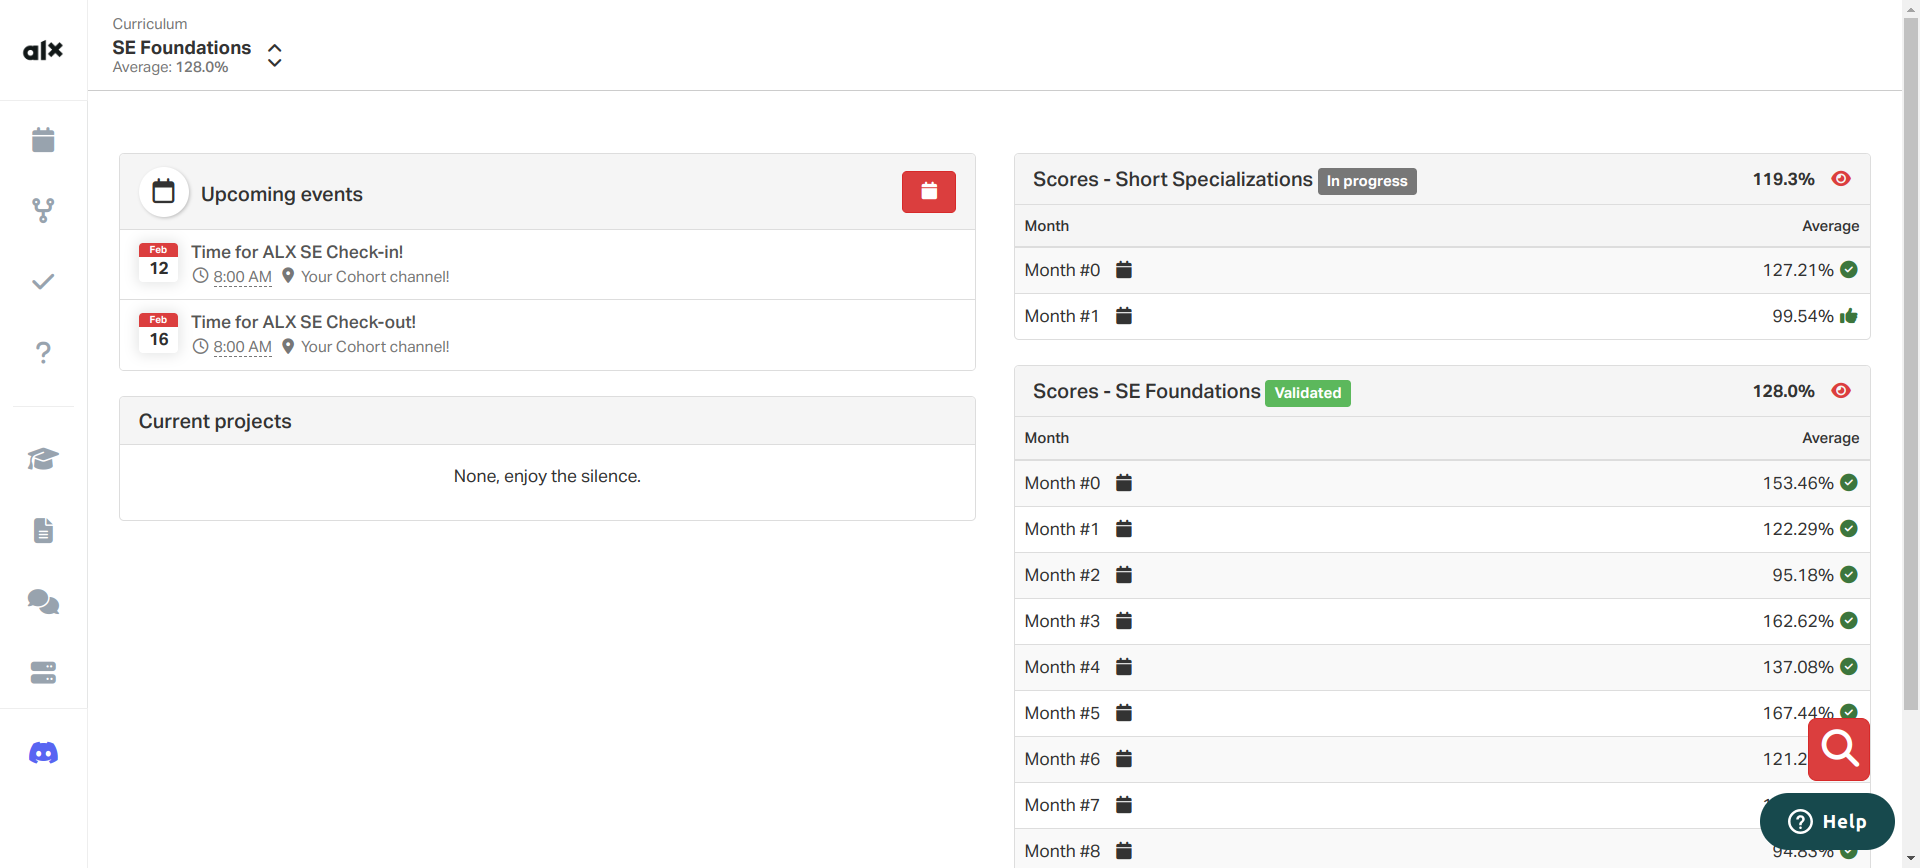 alx
Curriculum
SE Foundations
Average: 128.0%
Upcoming events
Feb
12
Time for ALX SE Check-in!
8:00 AM Your Cohort channel!
Feb
16
Time for ALX SE Check-out!
8:00 AM Your Cohort channel!
Current projects
None, enjoy the silence.
Scores - Short Specializations In progress 119.3%
Month Average
Month #0 127.21%
Month #1 99.54%
Scores - SE Foundations Validated 128.0%
Month Average
Month #0 153.46%
Month #1 122.29%
Month #2 95.18%
Month #3 162.62%
Month #4 137.08%
Month #5 167.44%
Month #6 121.2
Month #7
Month #8 94.83%
Help